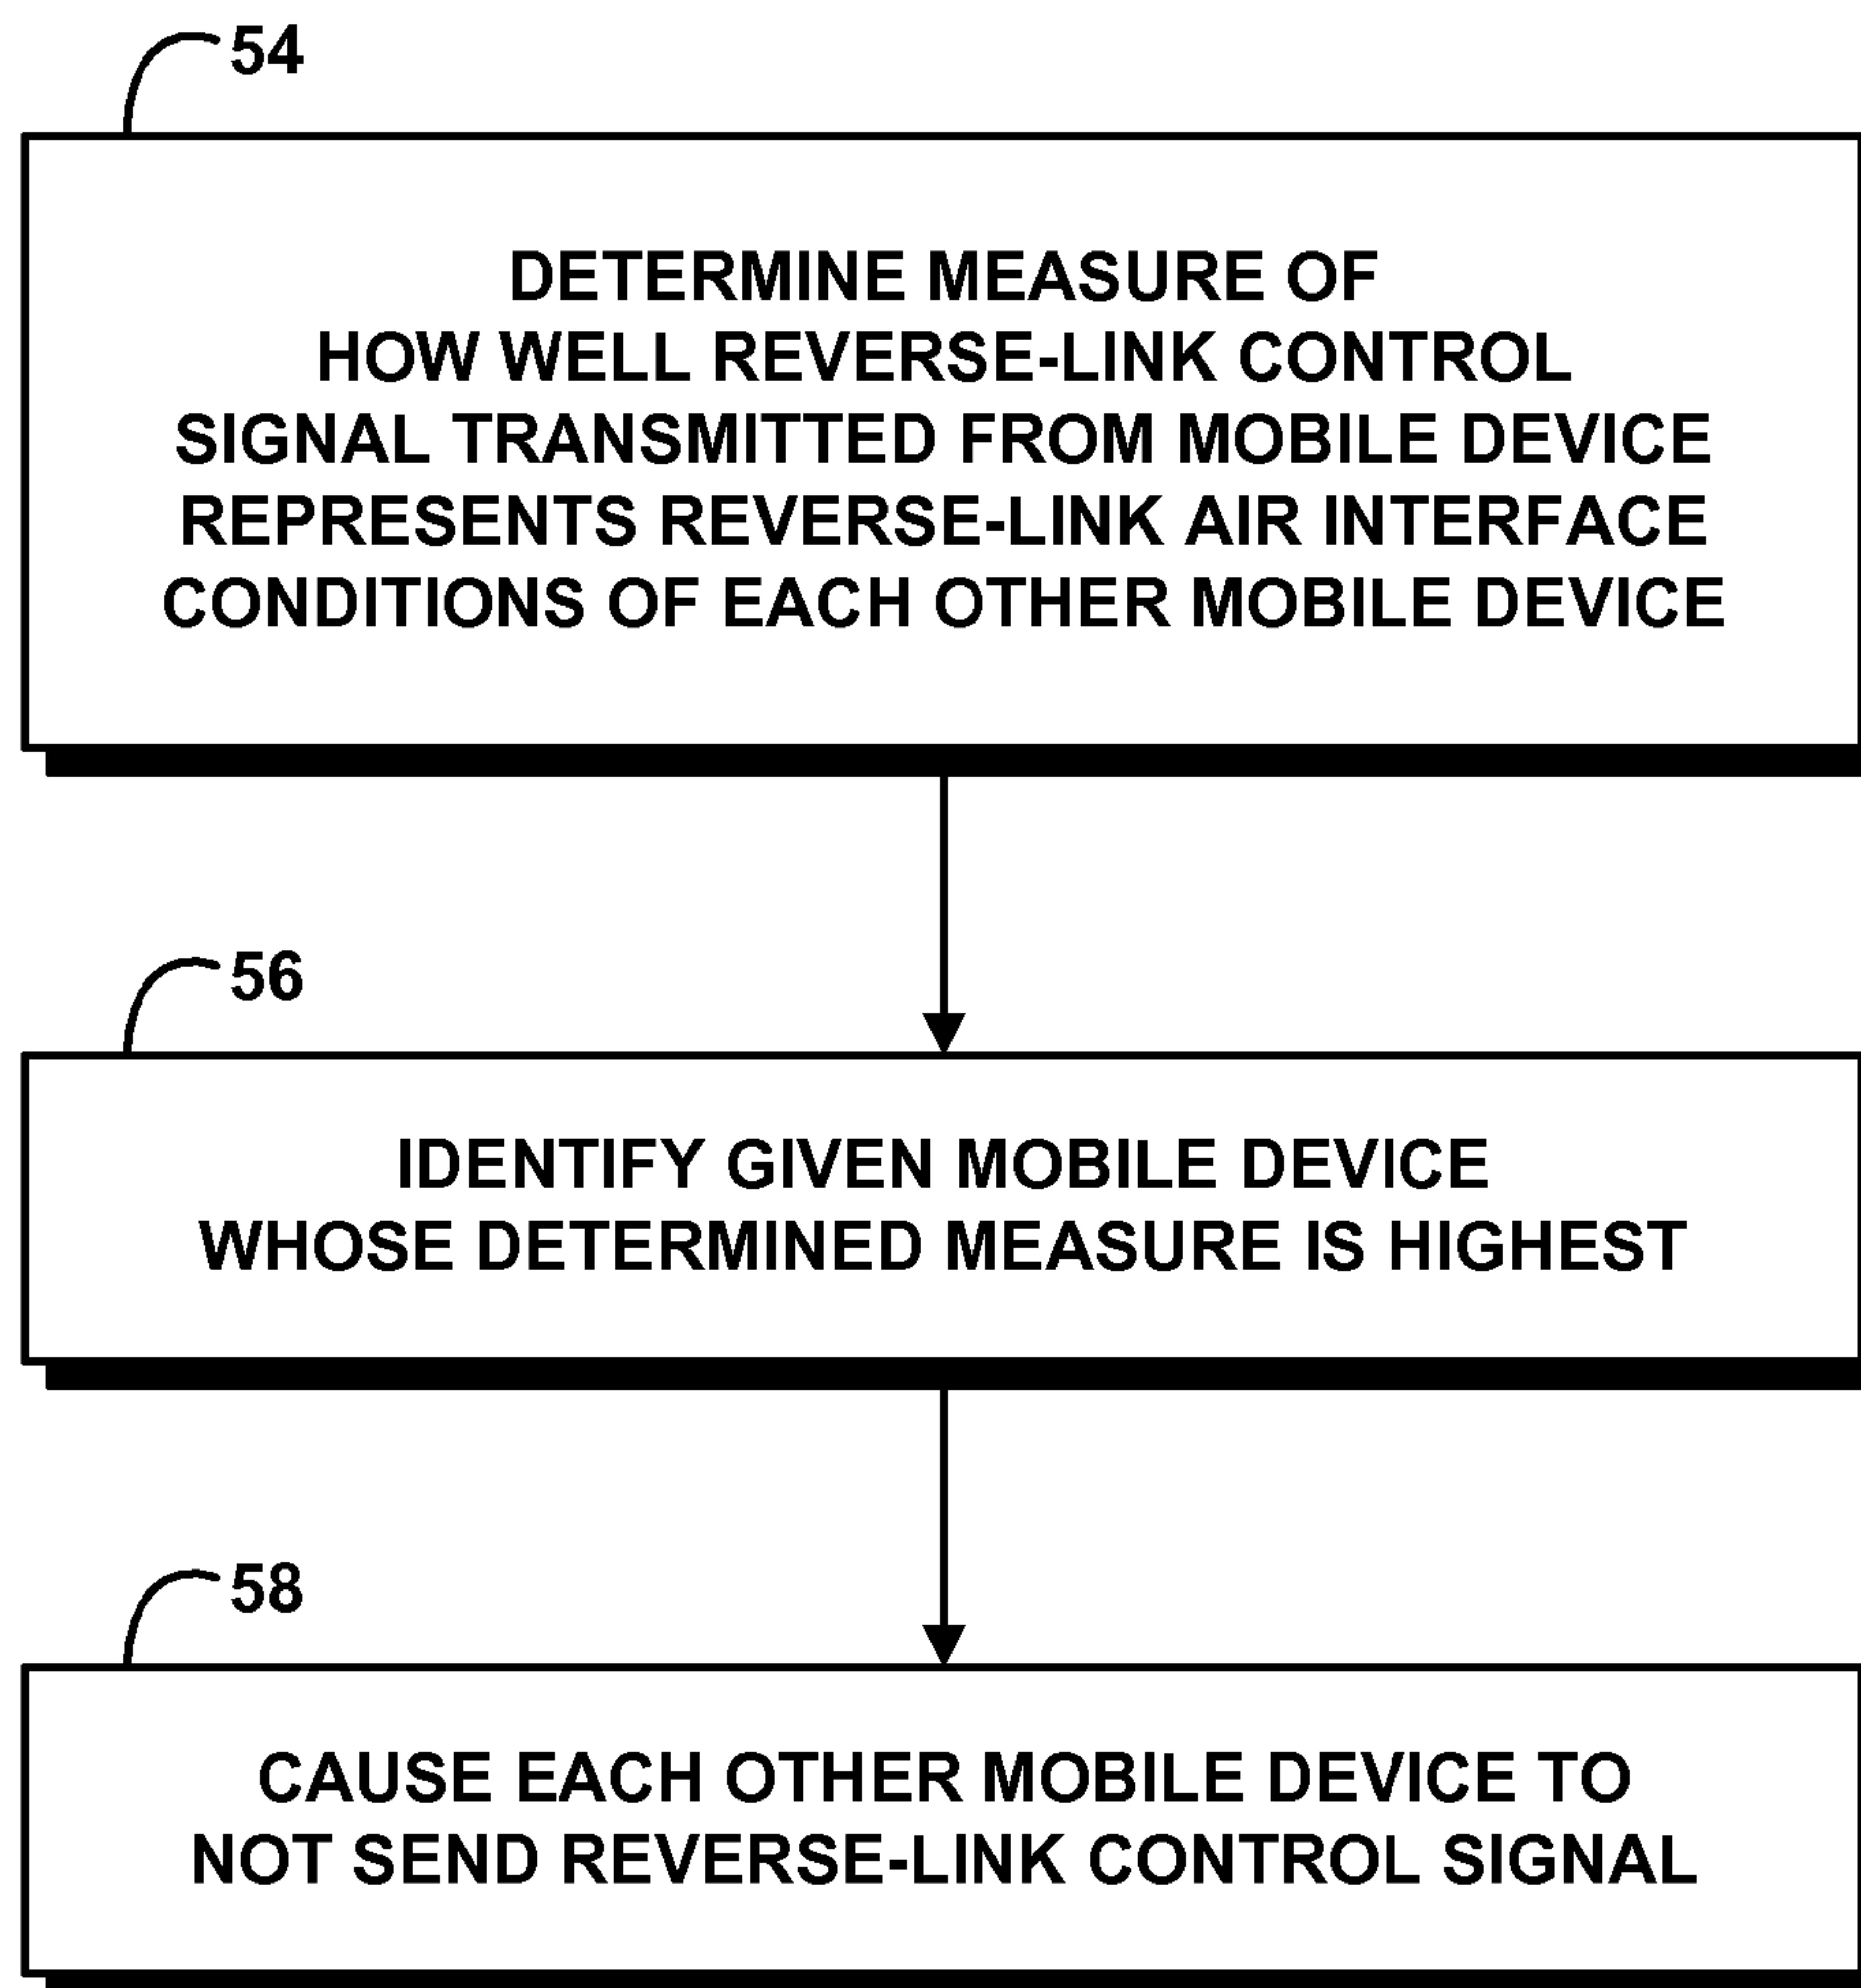 54
DETERMINE MEASURE OF
HOW WELL REVERSE-LINK CONTROL
SIGNAL TRANSMITTED FROM MOBILE DEVICE
REPRESENTS REVERSE-LINK AIR INTERFACE
CONDITIONS OF EACH OTHER MOBILE DEVICE
56
IDENTIFY GIVEN MOBILE DEVICE
WHOSE DETERMINED MEASURE IS HIGHEST
58
CAUSE EACH OTHER MOBILE DEVICE TO
NOT SEND REVERSE-LINK CONTROL SIGNAL